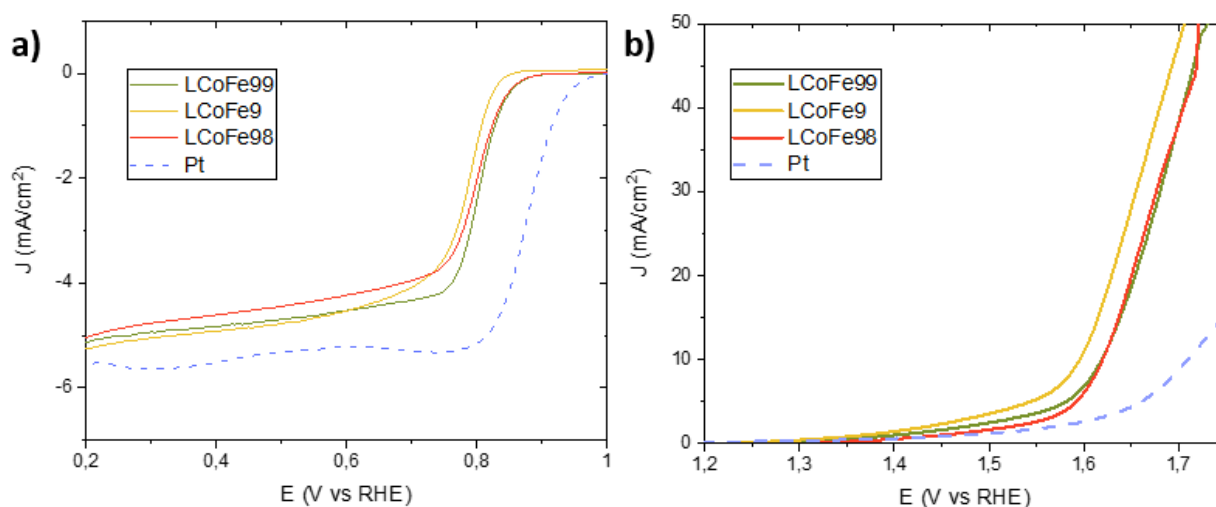 a)
LCoFe99
LCoFe9
LCoFe98
Pt
J (mA/cm²)
0
-2
-4
-6
0,2 0,4 0,6 0,8 1
E (V vs RHE)
b)
LCoFe99
LCoFe9
LCoFe98
Pt
J (mA/cm²)
50
40
30
20
10
0
1,2 1,3 1,4 1,5 1,6 1,7
E (V vs RHE)